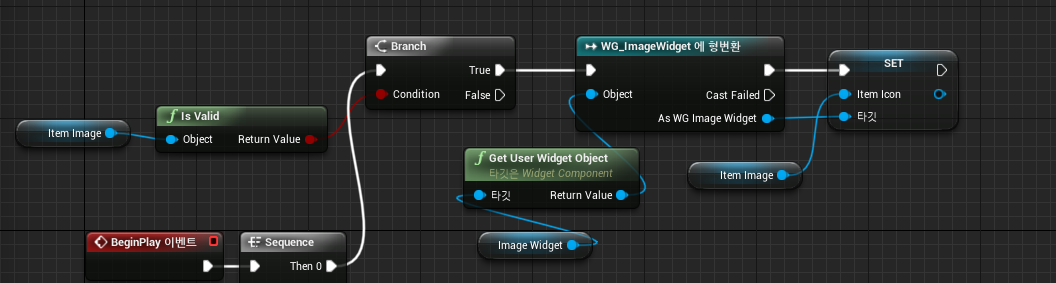 Branch
True
Condition
False
WG_ImageWidget 에 형변환
Object
Cast Failed
As WG Image Widget
SET
Item Icon
타깃
f Is Valid
Object
Return Value
Item Image
f Get User Widget Object
타깃은 Widget Component
타깃
Return Value
Item Image
BeginPlay 이벤트
Sequence
Then 0
Image Widget